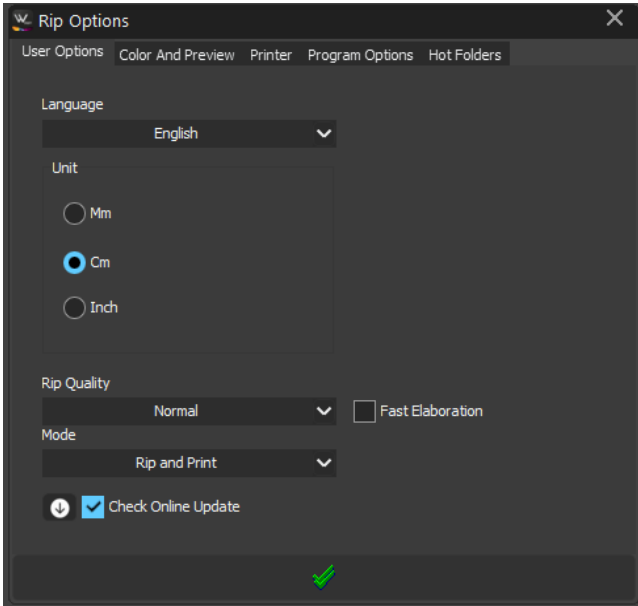 Rip Options
User Options Color And Preview Printer Program Options Hot Folders
Language
English
Unit
Mm
Cm
Inch
Rip Quality
Normal
Fast Elaboration
Mode
Rip and Print
Check Online Update